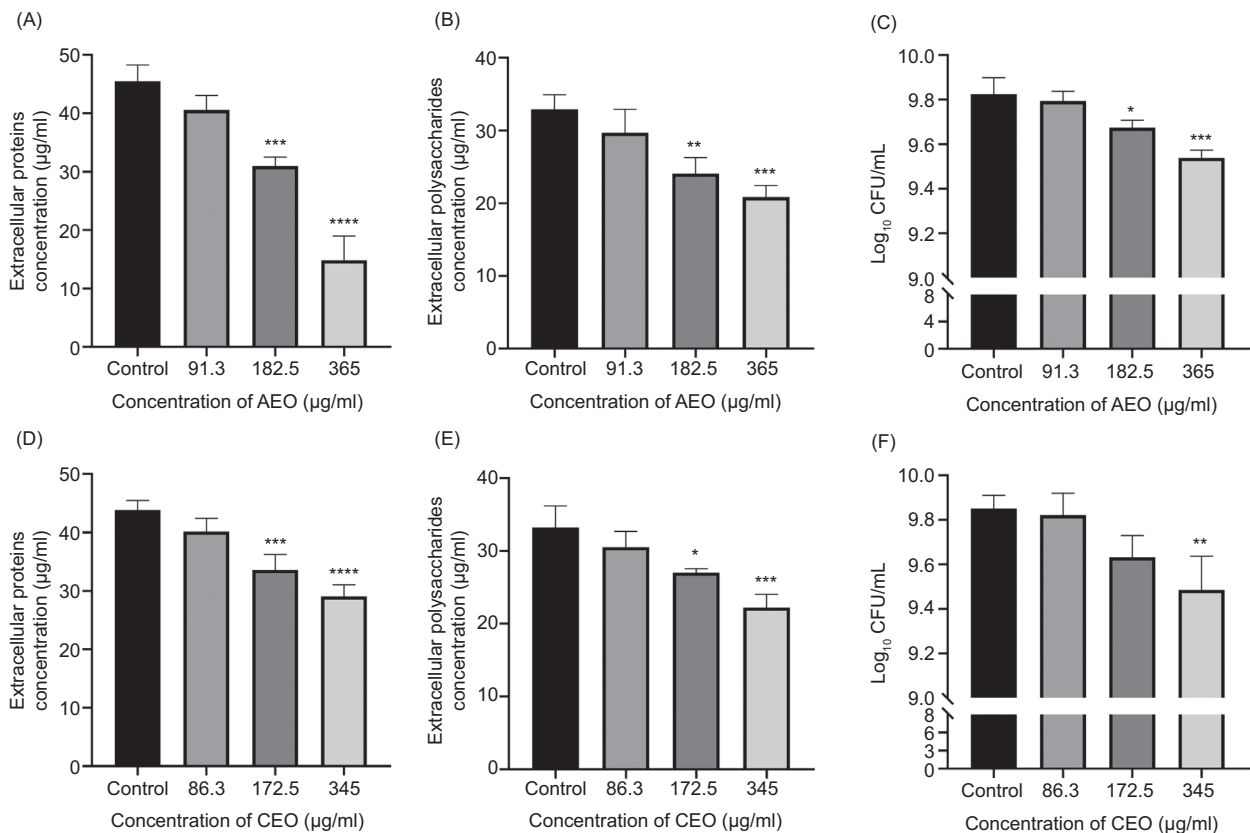 (A)
Extracellular proteins
concentration (µg/ml)
50
40
30
20
10
0
***
****
Control 91.3 182.5 365
Concentration of AEO (µg/ml)
(B)
Extracellular polysaccharides
concentration (µg/ml)
40
30
20
10
0
**
***
Control 91.3 182.5 365
Concentration of AEO (µg/ml)
(C)
Log10 CFU/mL
10.0
9.8
9.6
9.4
9.2
9.0
8
4
0
*
***
Control 91.3 182.5 365
Concentration of AEO (µg/ml)
(D)
Extracellular proteins
concentration (µg/ml)
50
40
30
20
10
0
***
****
Control 86.3 172.5 345
Concentration of CEO (µg/ml)
(E)
Extracellular polysaccharides
concentration (µg/ml)
40
30
20
10
0
*
***
Control 86.3 172.5 345
Concentration of CEO (µg/ml)
(F)
Log10 CFU/mL
10.0
9.8
9.6
9.4
9.2
9.0
8
6
3
0
**
Control 86.3 172.5 345
Concentration of CEO (µg/ml)